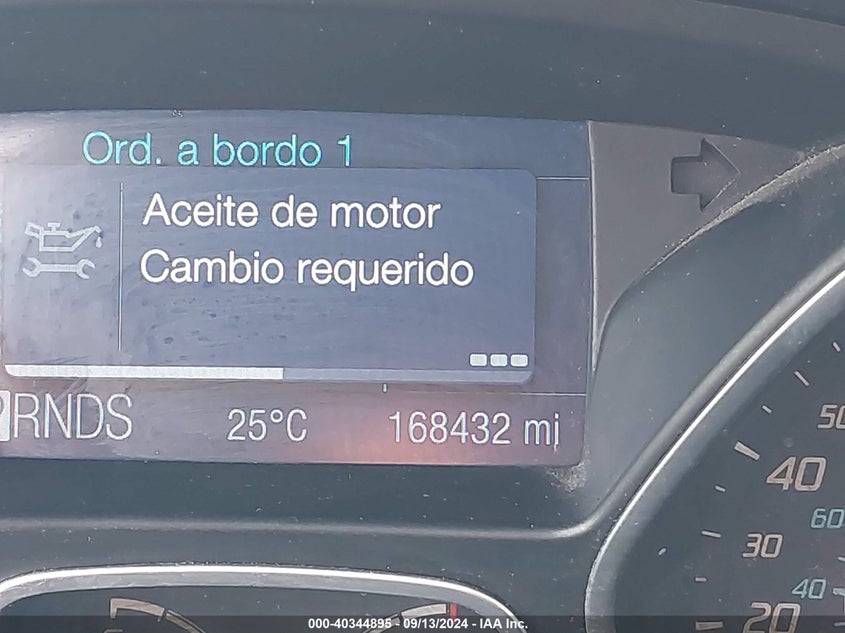 Ord. a bordo 1
Aceite de motor
Cambio requerido
RNDS 25°C 168432 mi
50
40
60
30
40
20
000-40344895 - 09/13/2024 - IAA Inc.